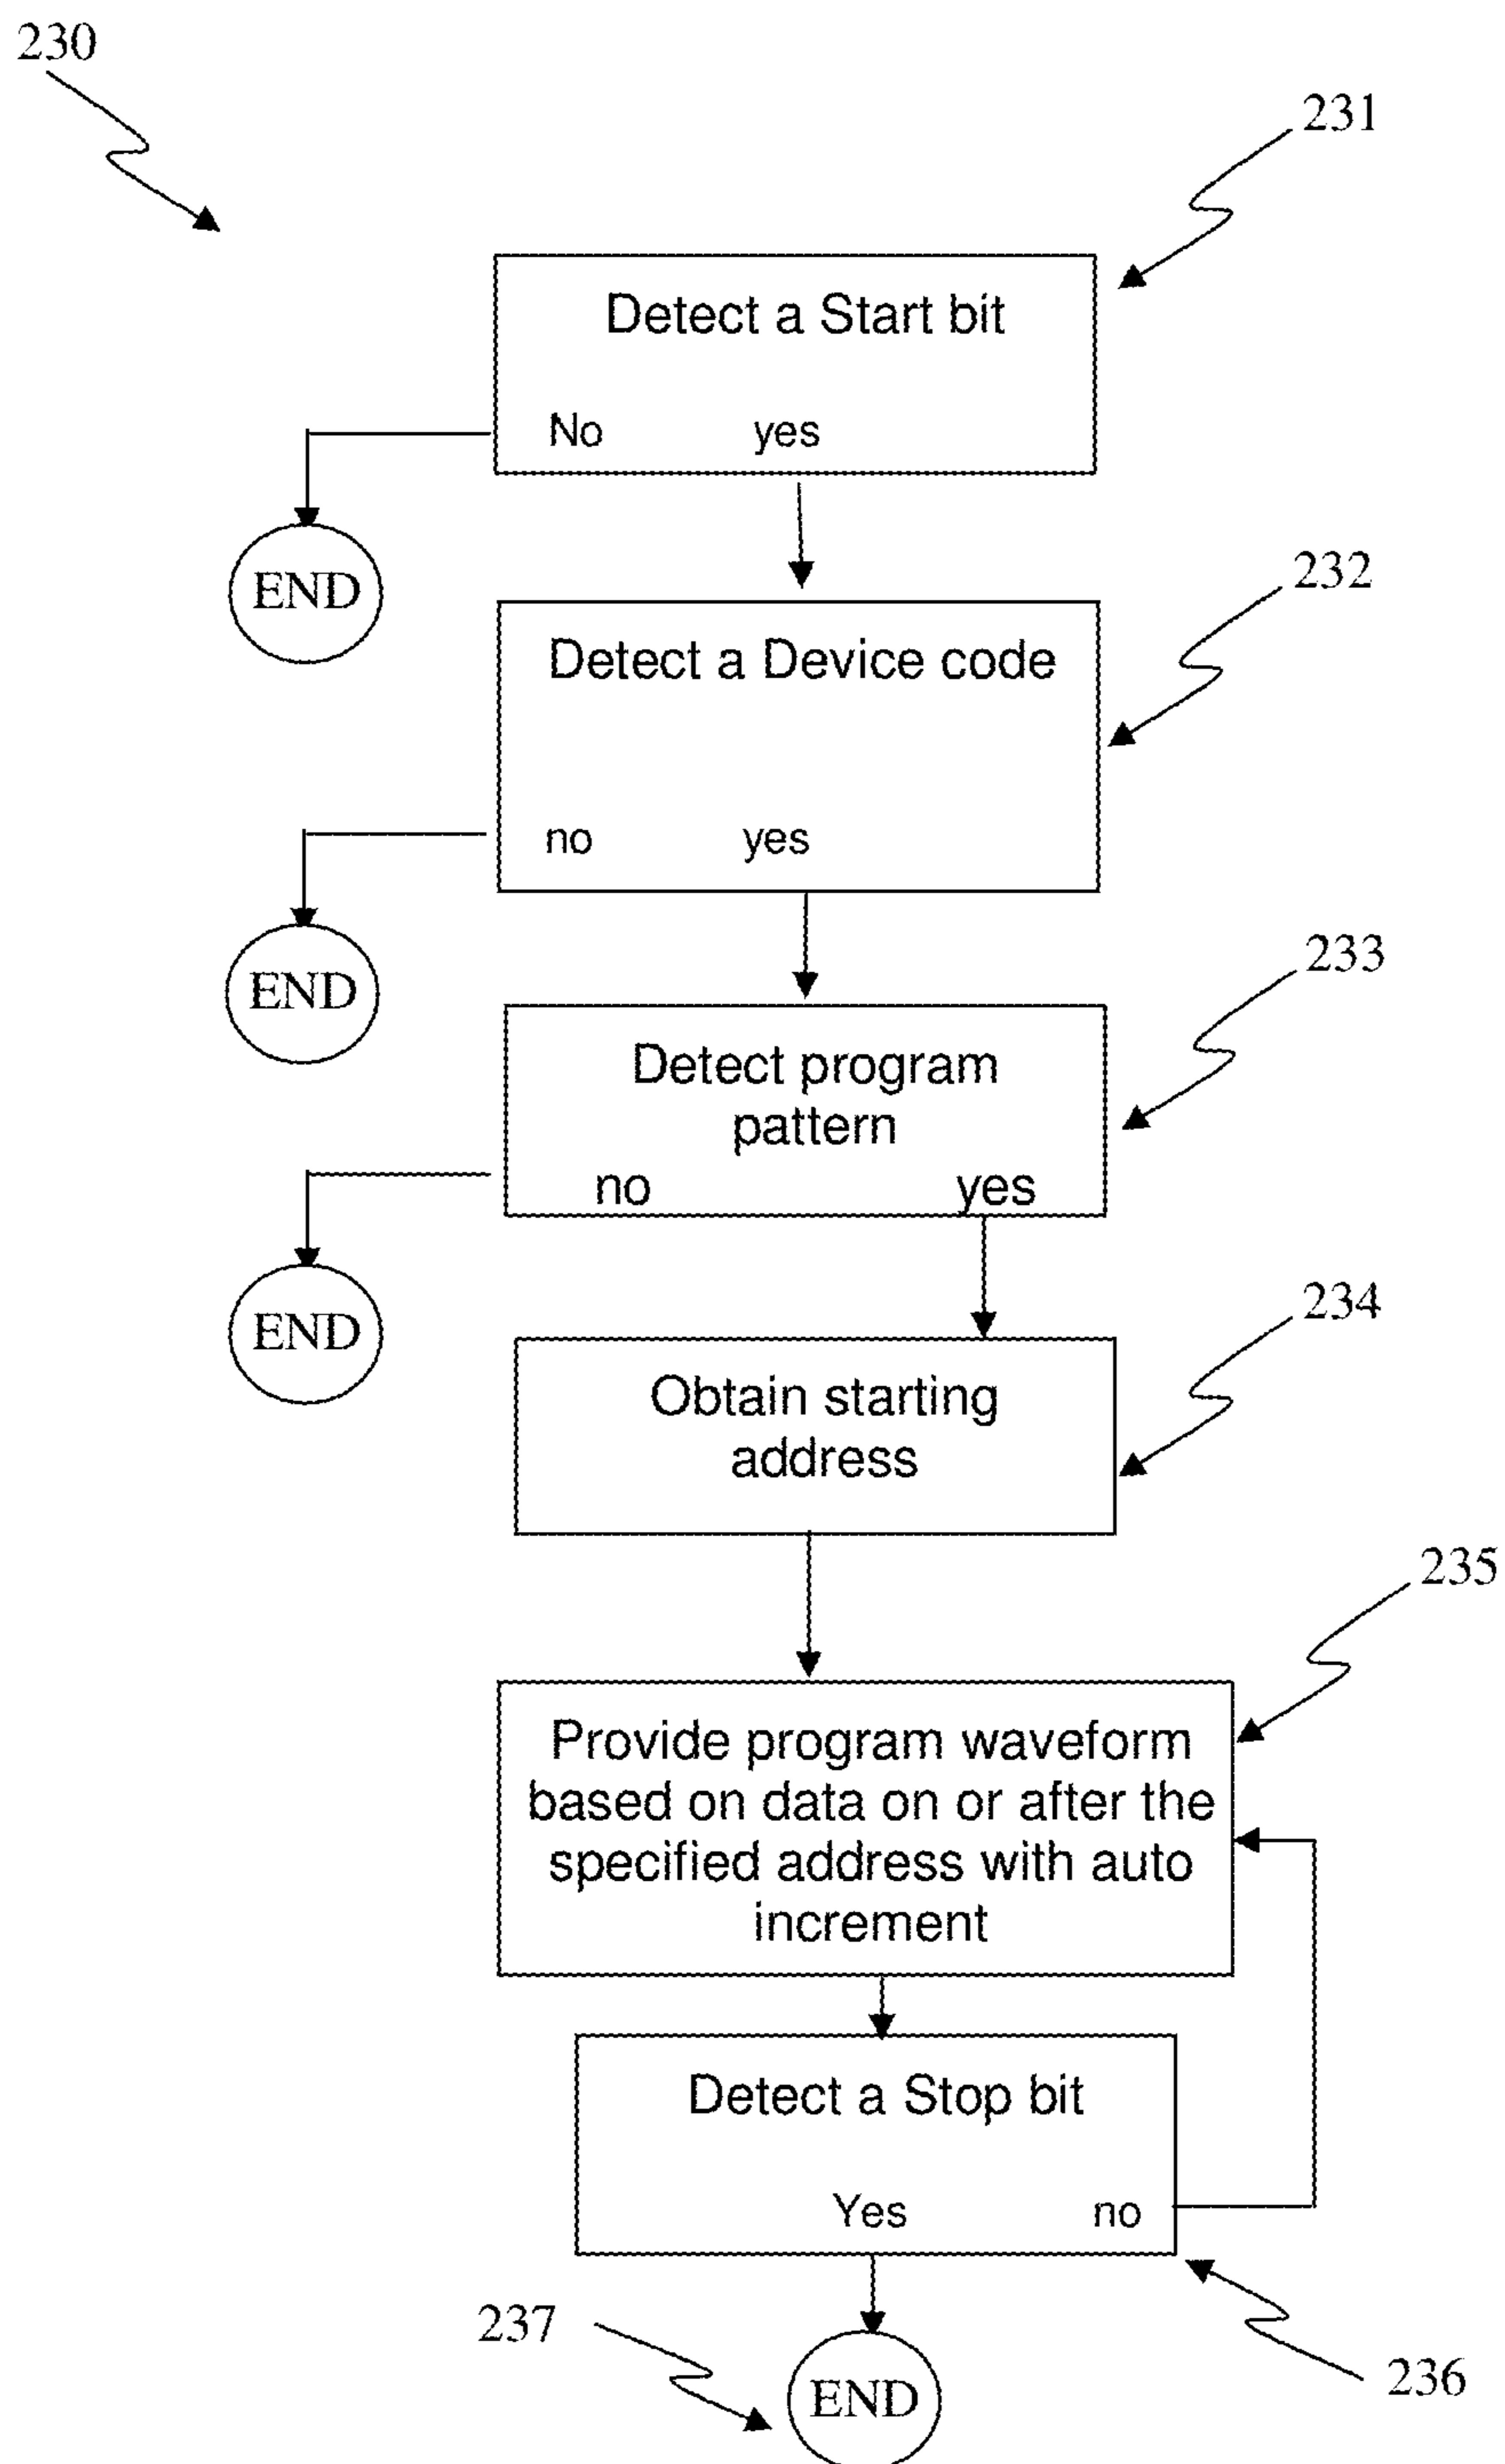 230
231
Detect a Start bit
No yes
END
232
Detect a Device code
no yes
END
233
Detect program
pattern
no yes
END
234
Obtain starting
address
235
Provide program waveform
based on data on or after the
specified address with auto
increment
Detect a Stop bit
Yes no
237
236
END